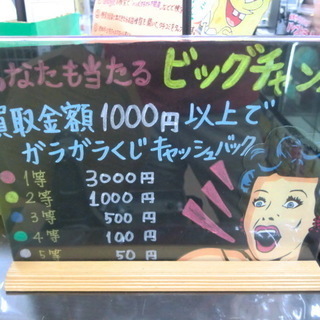 あなたも当たる ビッグチャンス
買取金額1000円以上で
ガラガラくじキャッシュバック
1等 3000円
2等 1000円
3等 500円
4等 100円
5等 50円